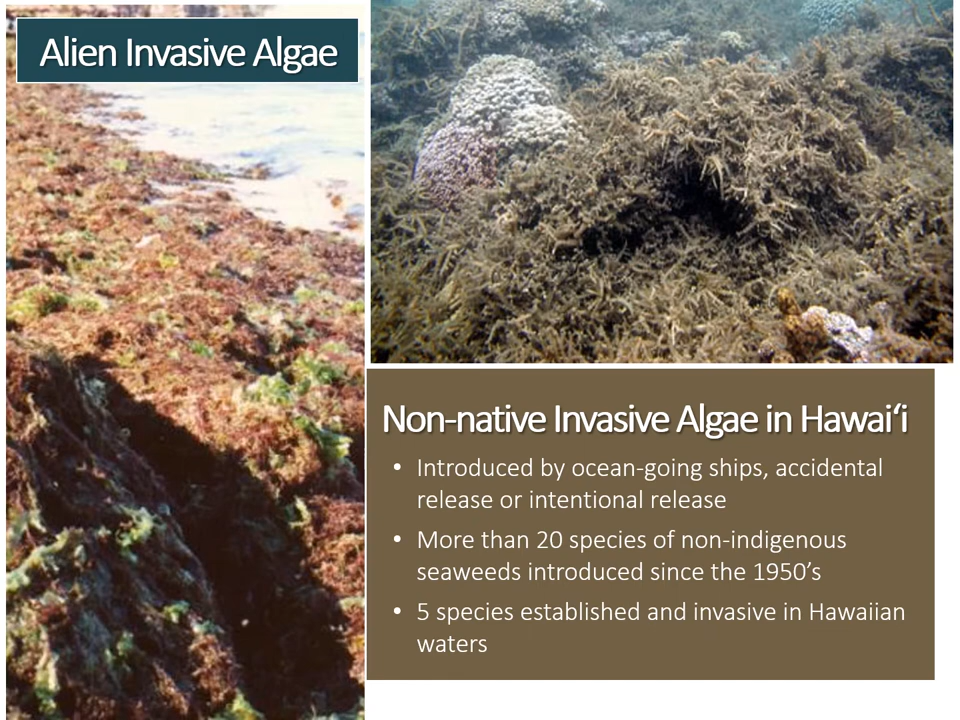 Alien Invasive Algae
Non-native Invasive Algae in Hawai‘i
• Introduced by ocean-going ships, accidental
release or intentional release
• More than 20 species of non-indigenous
seaweeds introduced since the 1950’s
• 5 species established and invasive in Hawaiian
waters